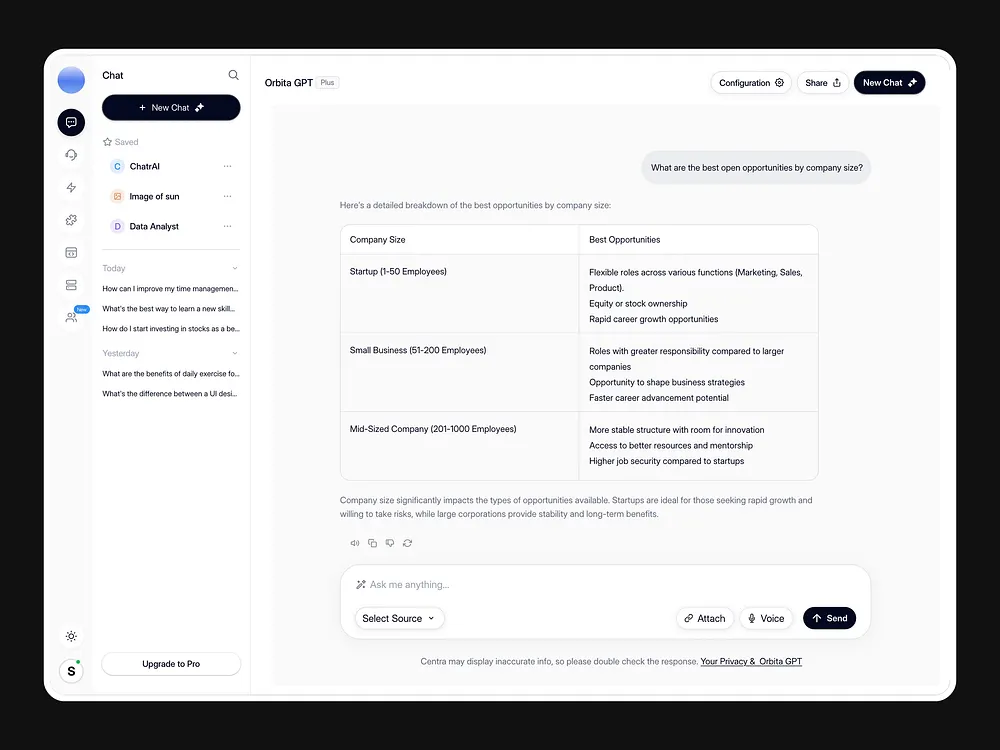 Chat
+ New Chat
Saved
C ChatrAI
Image of sun
D Data Analyst
Today
How can I improve my time managemen...
What's the best way to learn a new skill...
How do I start investing in stocks as a be...
Yesterday
What are the benefits of daily exercise fo...
What's the difference between a UI desi...
New
S
Upgrade to Pro
Orbita GPT Plus
Configuration
Share
New Chat
What are the best open opportunities by company size?
Here's a detailed breakdown of the best opportunities by company size:
Company Size
Best Opportunities
Startup (1-50 Employees)
Flexible roles across various functions (Marketing, Sales,
Product).
Equity or stock ownership
Rapid career growth opportunities
Small Business (51-200 Employees)
Roles with greater responsibility compared to larger
companies
Opportunity to shape business strategies
Faster career advancement potential
Mid-Sized Company (201-1000 Employees)
More stable structure with room for innovation
Access to better resources and mentorship
Higher job security compared to startups
Company size significantly impacts the types of opportunities available. Startups are ideal for those seeking rapid growth and
willing to take risks, while large corporations provide stability and long-term benefits.
Ask me anything...
Select Source
Attach
Voice
Send
Centra may display inaccurate info, so please double check the response. Your Privacy & Orbita GPT